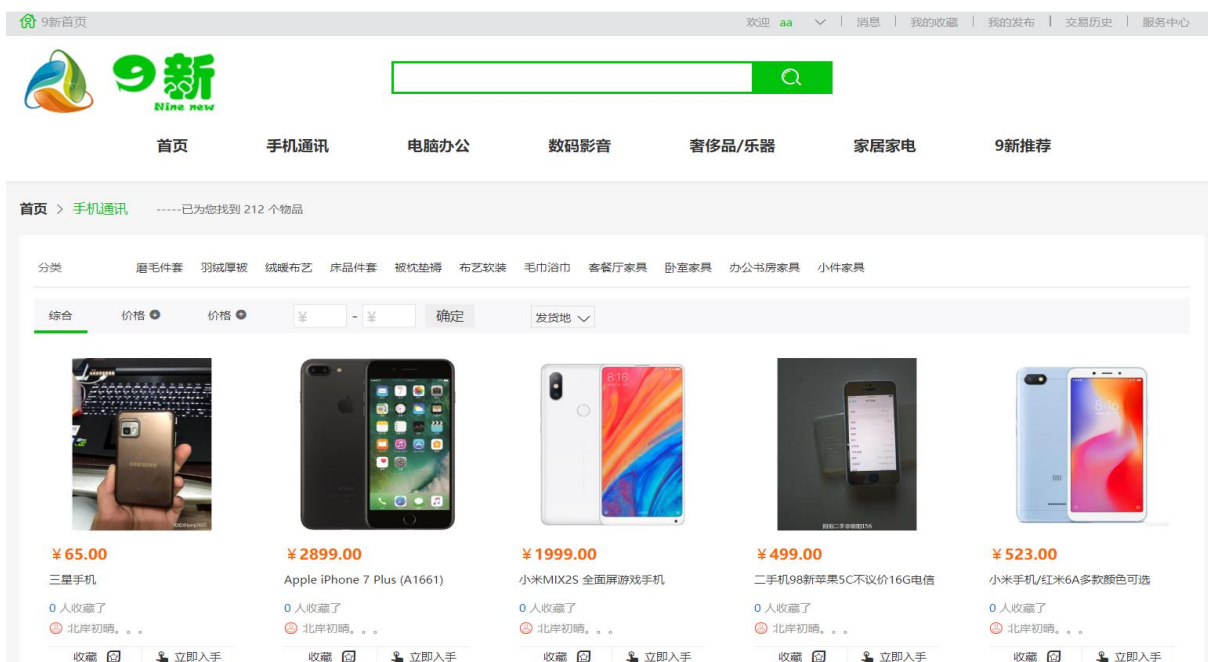 9新首页 欢迎 aa 消息 我的收藏 我的发布 交易历史 服务中心
9新
Nine new
首页 手机通讯 电脑办公 数码影音 奢侈品/乐器 家居家电 9新推荐
首页 > 手机通讯 -----已为您找到 212 个物品
分类 磨毛件套 羽绒厚被 绒暖布艺 床品件套 被枕垫褥 布艺软装 毛巾浴巾 客餐厅家具 卧室家具 办公书房家具 小件家具
综合 价格 价格 ¥ - ¥ 确定 发货地
SAMSUNG
8:16
8:16
mi
¥65.00 ¥2899.00 ¥1999.00 ¥499.00 ¥523.00
三星手机 Apple iPhone 7 Plus (A1661) 小米MIX2S 全面屏游戏手机 二手机98新苹果5C不议价16G电信 小米手机/红米6A多款颜色可选
0 人收藏了 0 人收藏了 0 人收藏了 0 人收藏了 0 人收藏了
北岸初晴。。。 北岸初晴。。。 北岸初晴。。。 北岸初晴。。。 北岸初晴。。。
收藏 立即入手 收藏 立即入手 收藏 立即入手 收藏 立即入手 收藏 立即入手